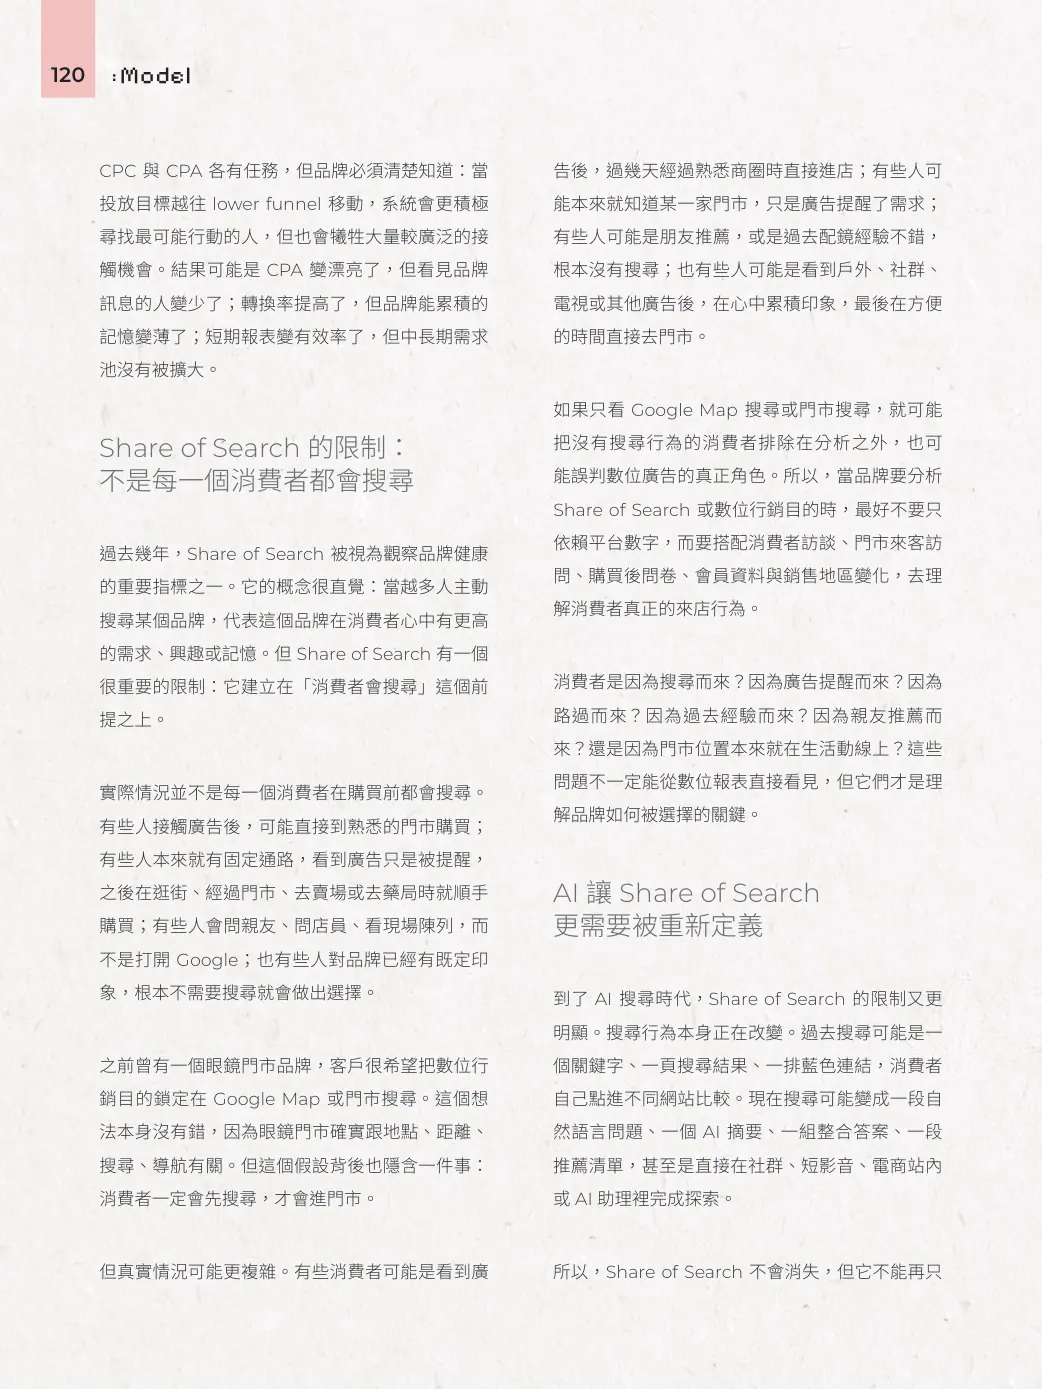 120
:Model
CPC 與 CPA 各有任務，但品牌必須清楚知道：當
投放目標越往 lower funnel 移動，系統會更積極
尋找最可能行動的人，但也會犧牲大量較廣泛的接
觸機會。結果可能是 CPA 變漂亮了，但看見品牌
訊息的人變少了；轉換率提高了，但品牌能累積的
記憶變薄了；短期報表變有效率了，但中長期需求
池沒有被擴大。
Share of Search 的限制：
不是每一個消費者都會搜尋
過去幾年，Share of Search 被視為觀察品牌健康
的重要指標之一。它的概念很直覺：當越多人主動
搜尋某個品牌，代表這個品牌在消費者心中有更高
的需求、興趣或記憶。但 Share of Search 有一個
很重要的限制：它建立在「消費者會搜尋」這個前
提之上。
實際情況並不是每一個消費者在購買前都會搜尋。
有些人接觸廣告後，可能直接到熟悉的門市購買；
有些人本來就有固定通路，看到廣告只是被提醒，
之後在逛街、經過門市、去賣場或去藥局時就順手
購買；有些人會問親友、問店員、看現場陳列，而
不是打開 Google；也有些人對品牌已經有既定印
象，根本不需要搜尋就會做出選擇。
之前曾有一個眼鏡門市品牌，客戶很希望把數位行
銷目的鎖定在 Google Map 或門市搜尋。這個想
法本身沒有錯，因為眼鏡門市確實跟地點、距離、
搜尋、導航有關。但這個假設背後也隱含一件事：
消費者一定會先搜尋，才會進門市。
但真實情況可能更複雜。有些消費者可能是看到廣
告後，過幾天經過熟悉商圈時直接進店；有些人可
能本來就知道某一家門市，只是廣告提醒了需求；
有些人可能是朋友推薦，或是過去配鏡經驗不錯，
根本沒有搜尋；也有些人可能是看到戶外、社群、
電視或其他廣告後，在心中累積印象，最後在方便
的時間直接去門市。
如果只看 Google Map 搜尋或門市搜尋，就可能
把沒有搜尋行為的消費者排除在分析之外，也可
能誤判數位廣告的真正角色。所以，當品牌要分析
Share of Search 或數位行銷目的時，最好不要只
依賴平台數字，而要搭配消費者訪談、門市來客訪
問、購買後問卷、會員資料與銷售地區變化，去理
解消費者真正的來店行為。
消費者是因為搜尋而來？因為廣告提醒而來？因為
路過而來？因為過去經驗而來？因為親友推薦而
來？還是因為門市位置本來就在生活動線上？這些
問題不一定能從數位報表直接看見，但它們才是理
解品牌如何被選擇的關鍵。
AI 讓 Share of Search
更需要被重新定義
到了 AI 搜尋時代，Share of Search 的限制又更
明顯。搜尋行為本身正在改變。過去搜尋可能是一
個關鍵字、一頁搜尋結果、一排藍色連結，消費者
自己點進不同網站比較。現在搜尋可能變成一段自
然語言問題、一個 AI 摘要、一組整合答案、一段
推薦清單，甚至是直接在社群、短影音、電商站內
或 AI 助理裡完成探索。
所以，Share of Search 不會消失，但它不能再只